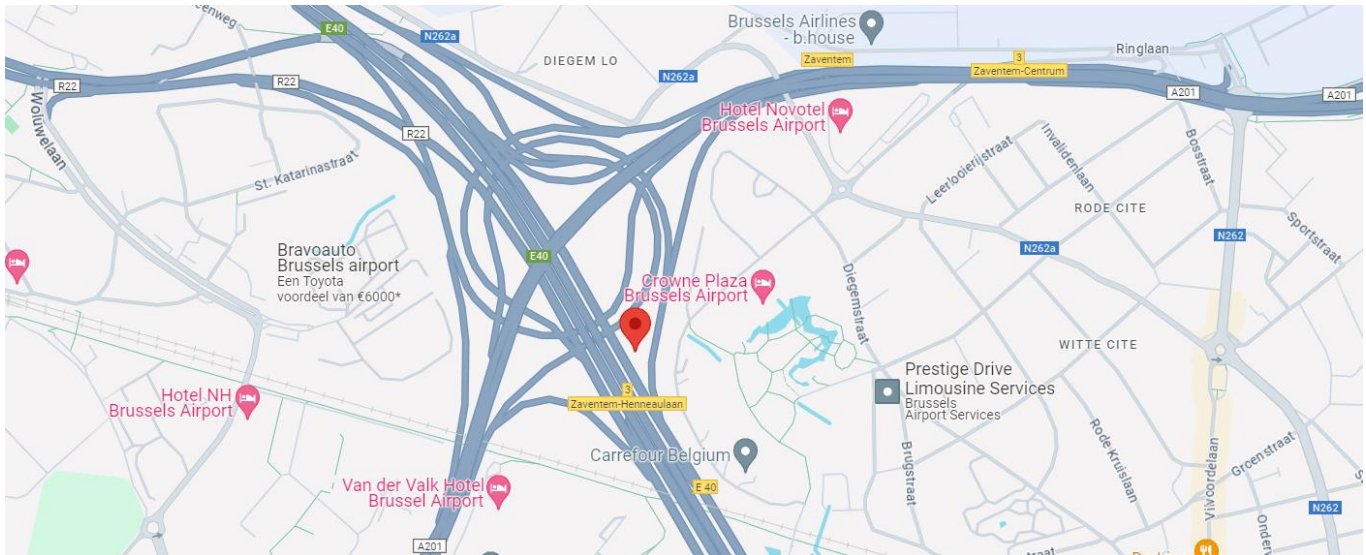 E40
N262a
Brussels Airlines
- b.house
Ringlaan
DIEGEM LO
Zaventem
3
Zaventem-Centrum
R22
R22
N262a
A201
A201
Woluwelaan
Hotel Novotel
Brussels Airport
R22
Leerlooierijstraat
Invalidenlaan
Bosstraat
St. Katarinastraat
RODE CITE
Sportstraat
N262
N262a
Bravoauto
Brussels airport
Een Toyota
voordeel van €6000*
E40
Crowne Plaza
Brussels Airport
Diegemstraat
WITTE CITE
Prestige Drive
Limousine Services
Brussels
Airport Services
Hotel NH
Brussels Airport
3
Zaventem-Henneaulaan
Carrefour Belgium
Brugstraat
Rode Kruislaan
Vilvoordelaan
Groenstraat
Van der Valk Hotel
Brussel Airport
E 40
N262
A201